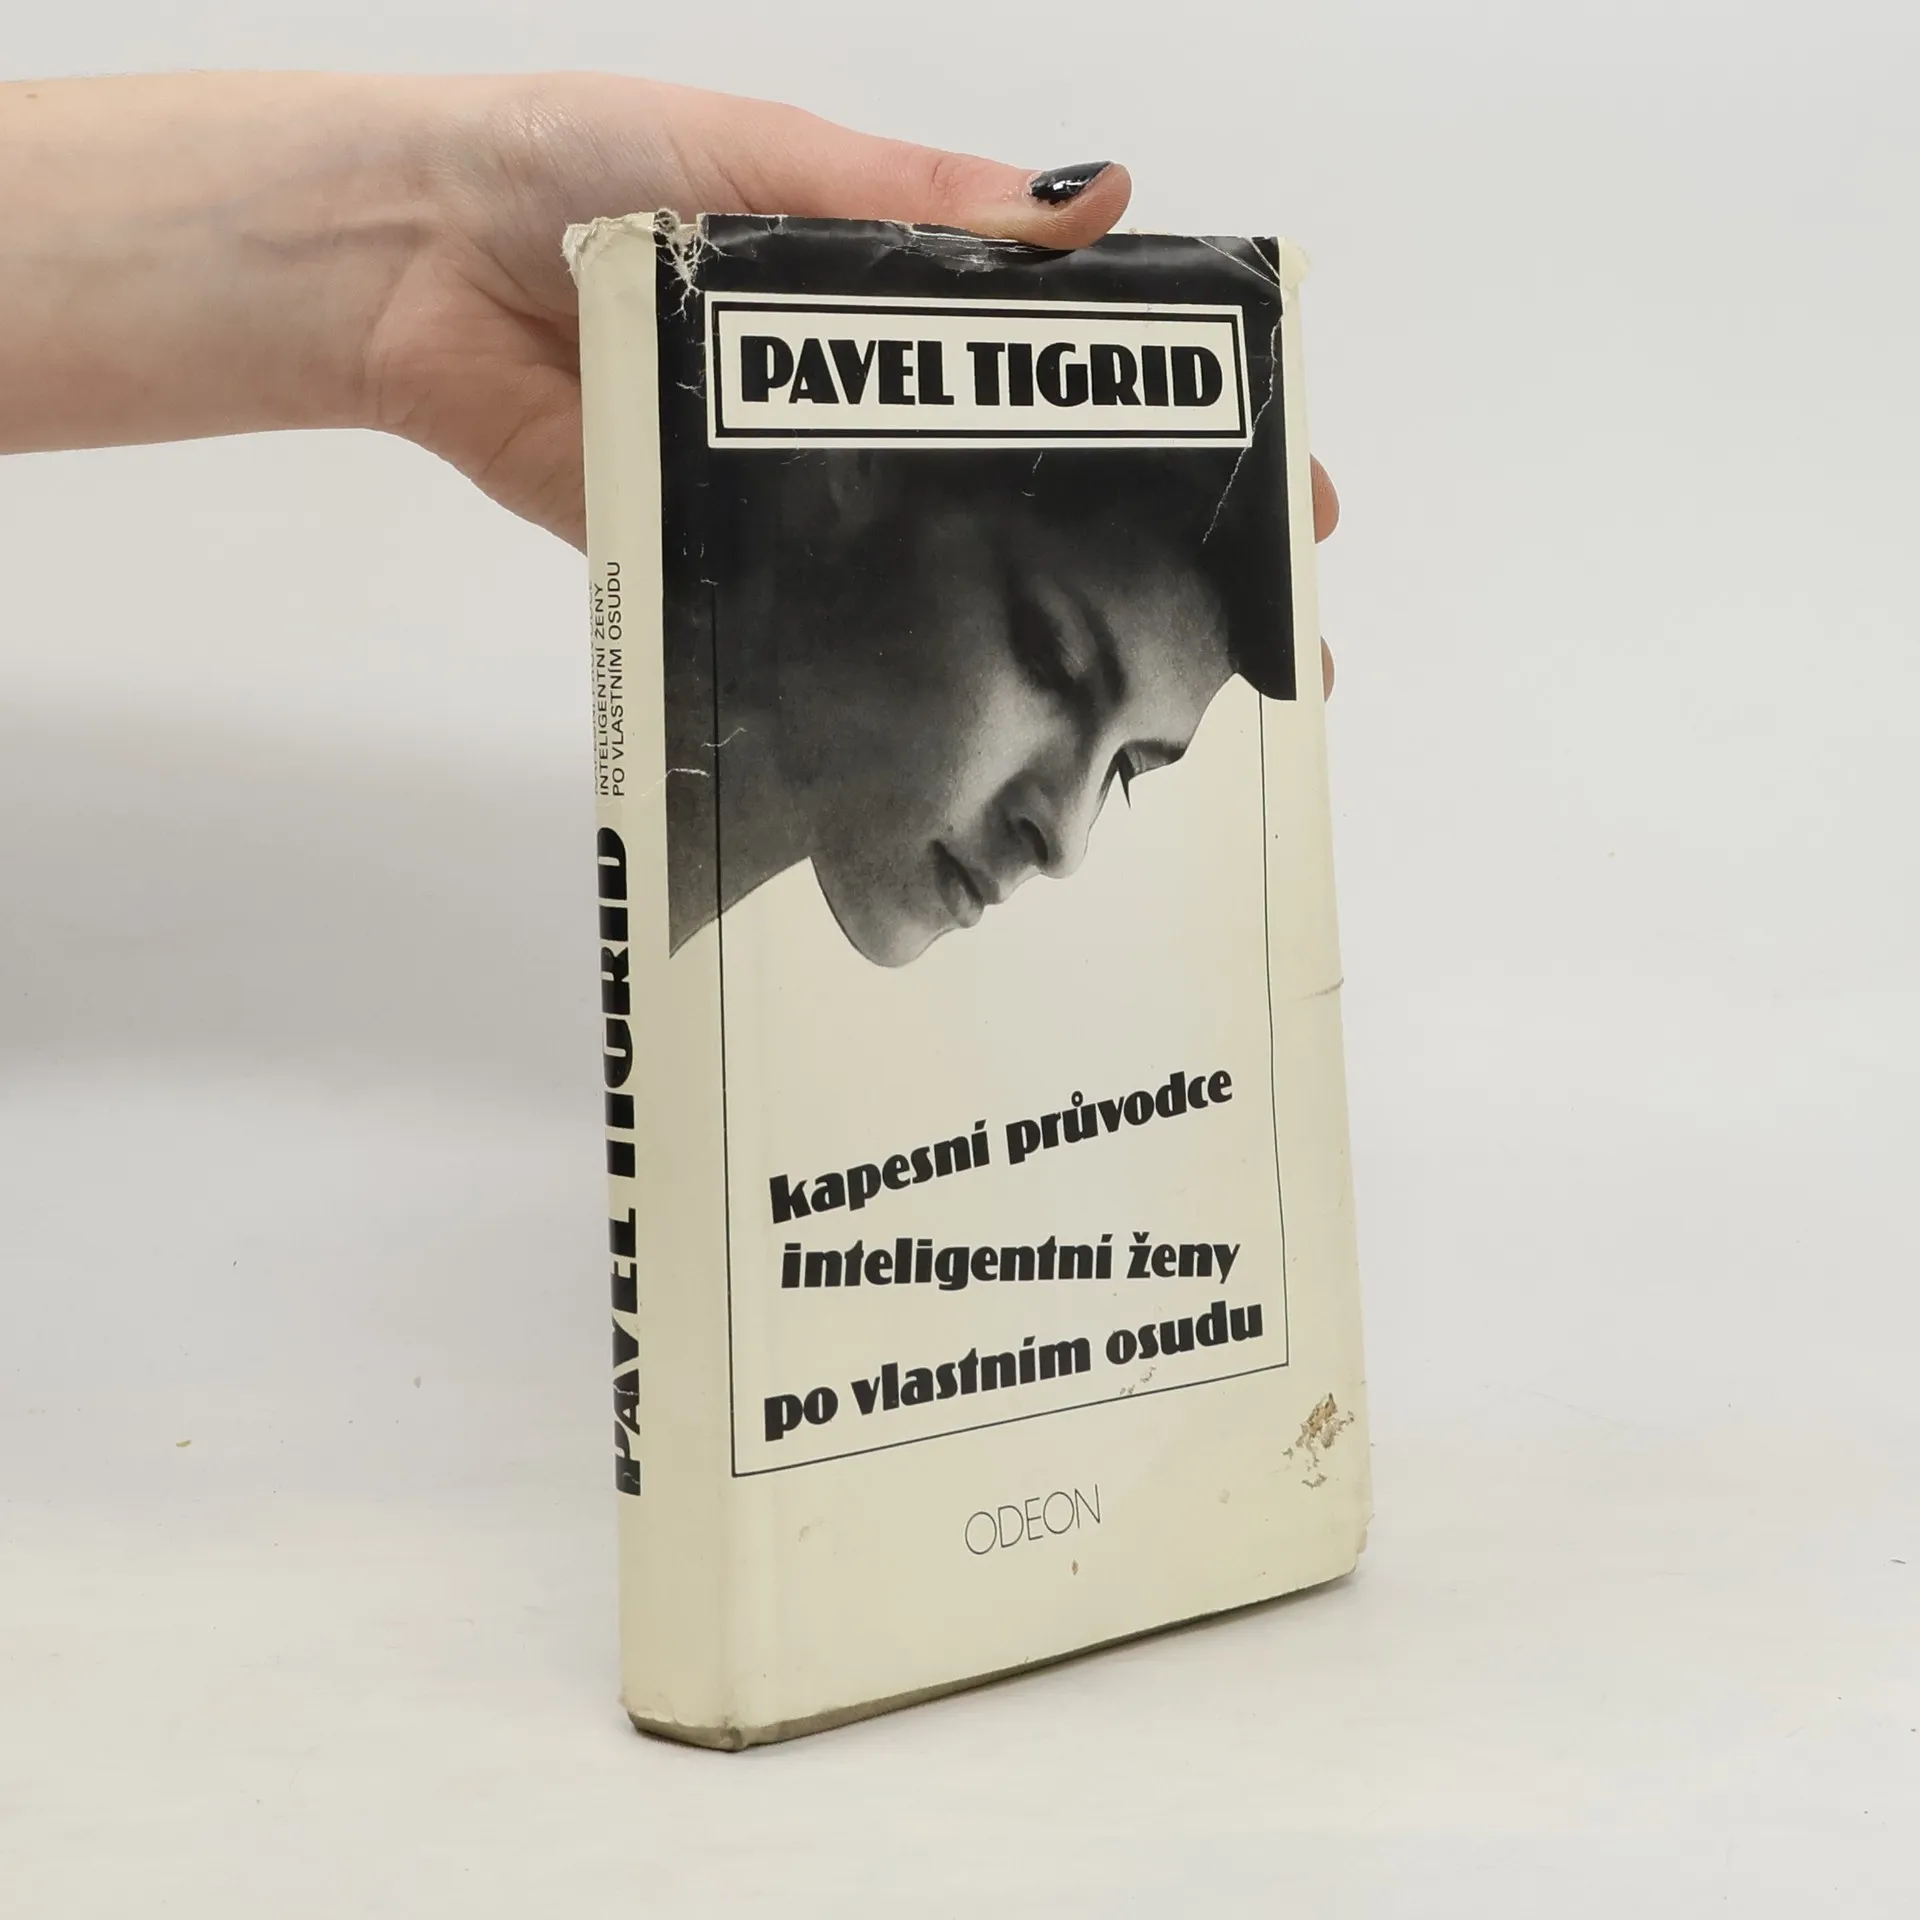 PAVEL TIGRID
kapesní průvodce
inteligentní ženy
po vlastním osudu
ODEON
PAVEL TIGRID
INTELIGENTNÍ ŽENY
PO VLASTNÍM OSUDU